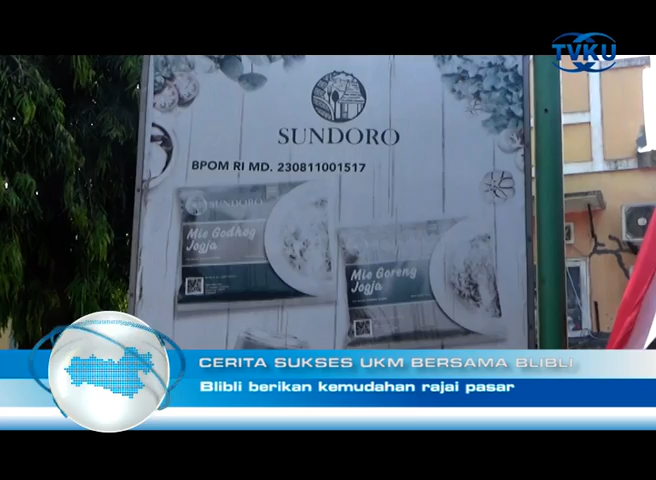 TVKU
SUNDORO
BPOM RI MD. 230811001517
SUNDORO
Mie Godhog
Jogja
Mie Goreng
Jogja
CERITA SUKSES UKM BERSAMA BLIBLI
Blibli berikan kemudahan rajai pasar